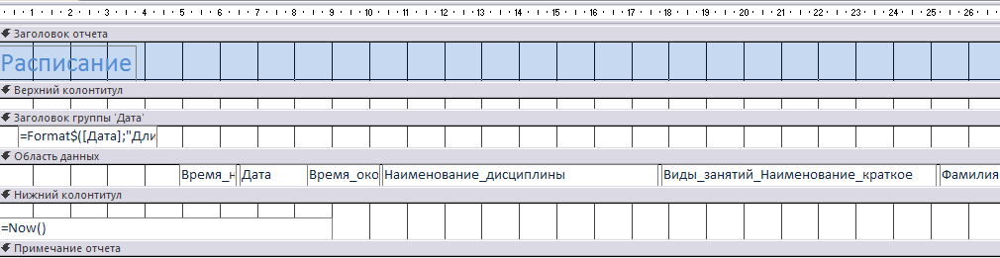 1 2 3 4 5 6 7 8 9 10 11 12 13 14 15 16 17 18 19 20 21 22 23 24 25 26
Заголовок отчета
Расписание
Верхний колонтитул
Заголовок группы 'Дата'
=Format$([Дата];"Дли
Область данных
Время_н Дата Время_око Наименование_дисциплины Виды_занятий_Наименование_краткое Фамилия
Нижний колонтитул
=Now()
Примечание отчета